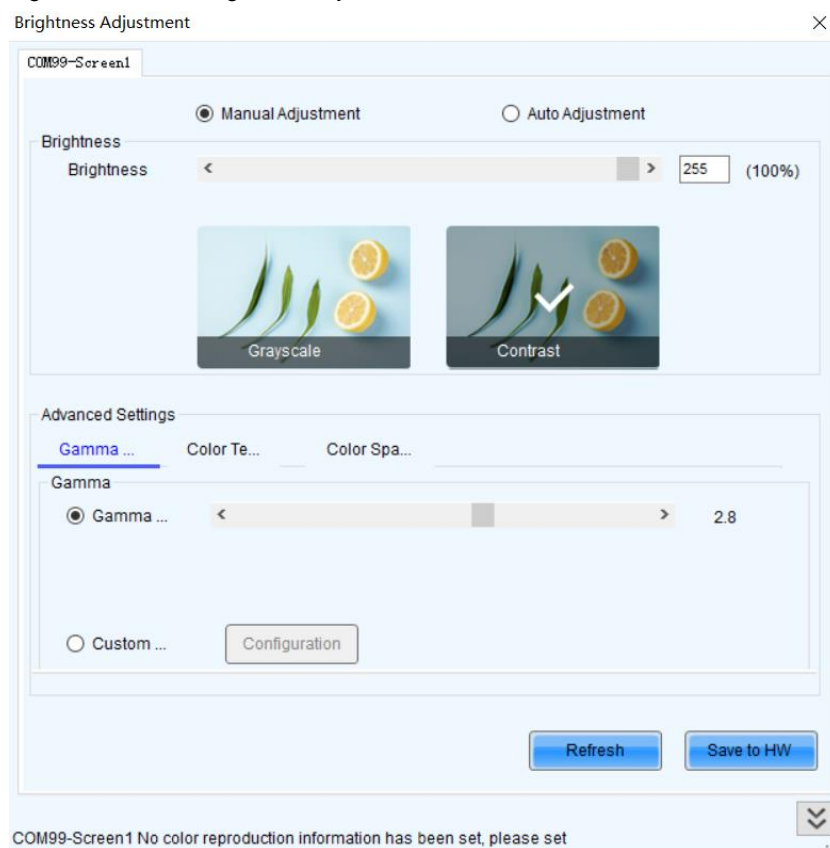 Brightness Adjustment
COM99-Screen1
Manual Adjustment Auto Adjustment
Brightness
Brightness 255 (100%)
Grayscale Contrast
Advanced Settings
Gamma ... Color Te... Color Spa...
Gamma
Gamma ... 2.8
Custom ... Configuration
Refresh Save to HW
COM99-Screen1 No color reproduction information has been set, please set